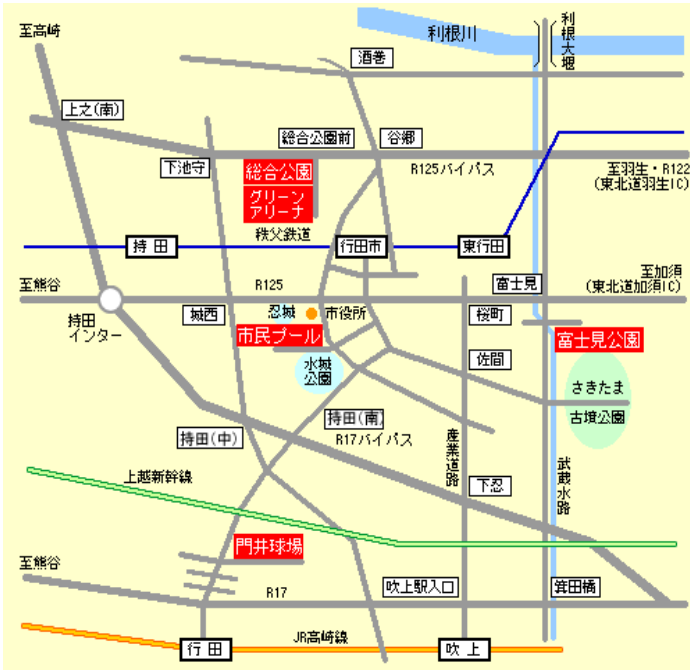 至高崎
利根川
利根大堰
酒巻
上之(南)
総合公園前
谷郷
下池守
総合公園
R125バイパス
至羽生・R122
(東北道羽生IC)
グリーン
アリーナ
秩父鉄道
持田
行田市
東行田
至熊谷
R125
富士見
至加須
(東北道加須IC)
持田
インター
城西
忍城
市役所
桜町
市民プール
富士見公園
水城
公園
佐間
さきたま
古墳公園
持田(南)
持田(中)
R17バイパス
産業道路
武蔵水路
上越新幹線
下忍
門井球場
至熊谷
R17
吹上駅入口
箕田橋
行田
JR高崎線
吹上